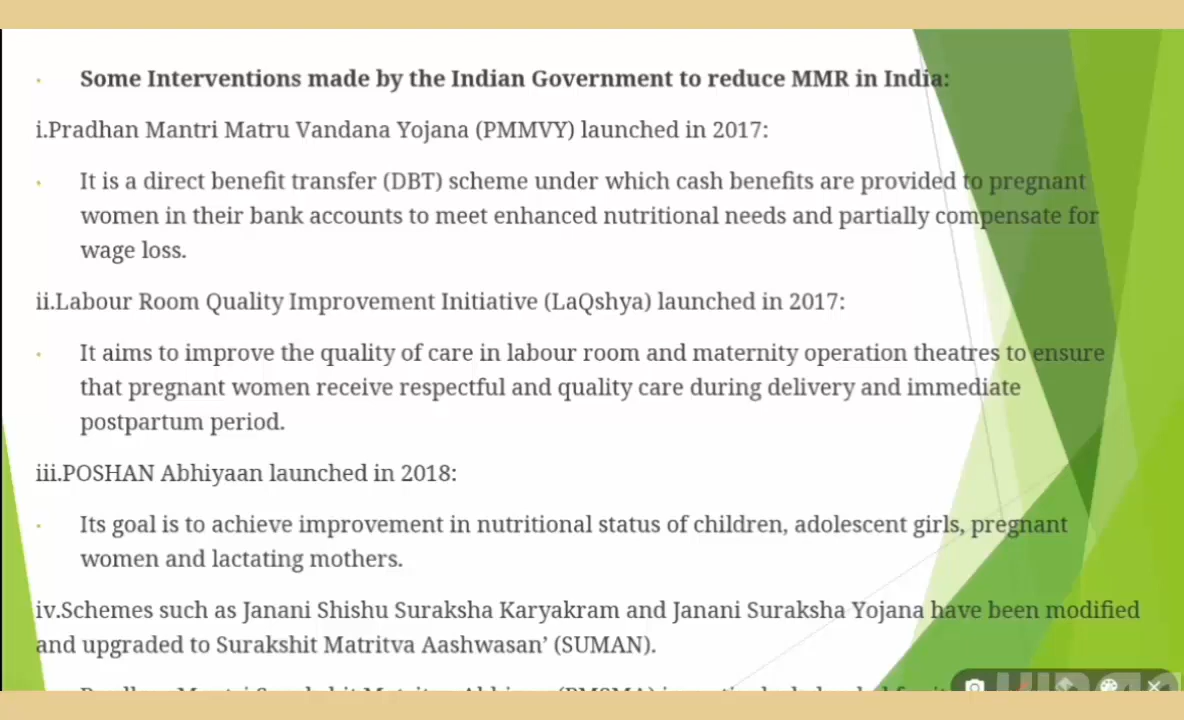 Some Interventions made by the Indian Government to reduce MMR in India:
i.Pradhan Mantri Matru Vandana Yojana (PMMVY) launched in 2017:
It is a direct benefit transfer (DBT) scheme under which cash benefits are provided to pregnant
women in their bank accounts to meet enhanced nutritional needs and partially compensate for
wage loss.
ii.Labour Room Quality Improvement Initiative (LaQshya) launched in 2017:
It aims to improve the quality of care in labour room and maternity operation theatres to ensure
that pregnant women receive respectful and quality care during delivery and immediate
postpartum period.
iii.POSHAN Abhiyaan launched in 2018:
Its goal is to achieve improvement in nutritional status of children, adolescent girls, pregnant
women and lactating mothers.
iv.Schemes such as Janani Shishu Suraksha Karyakram and Janani Suraksha Yojana have been modified
and upgraded to Surakshit Matritva Aashwasan’ (SUMAN).